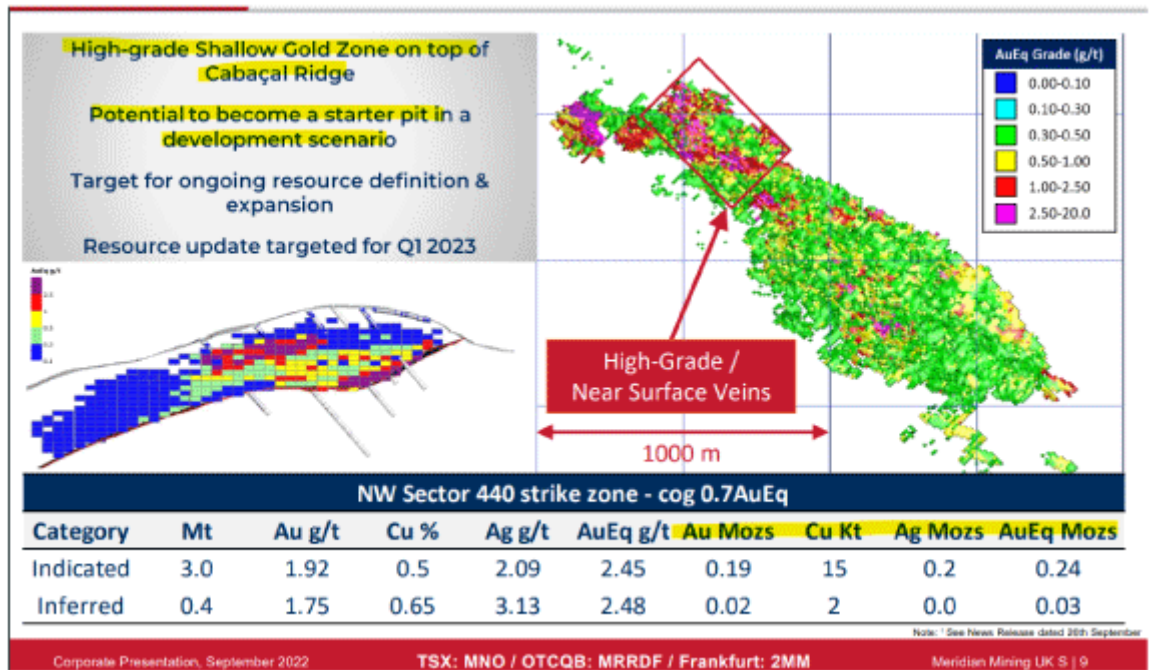 High-grade Shallow Gold Zone on top of
Cabaçal Ridge
Potential to become a starter pit in a
development scenario
Target for ongoing resource definition &
expansion
Resource update targeted for Q1 2023
AuEq g/t
AuEq Grade (g/t)
0.00-0.10
0.10-0.30
0.30-0.50
0.50-1.00
1.00-2.50
2.50-20.0
High-Grade /
Near Surface Veins
1000 m
NW Sector 440 strike zone - cog 0.7AuEq
Category Mt Au g/t Cu % Ag g/t AuEq g/t Au Mozs Cu Kt Ag Mozs AuEq Mozs
Indicated 3.0 1.92 0.5 2.09 2.45 0.19 15 0.2 0.24
Inferred 0.4 1.75 0.65 3.13 2.48 0.02 2 0.0 0.03
Note: ¹ See News Release dated 26th September
Corporate Presentation, September 2022 TSX: MNO / OTCQB: MRRDF / Frankfurt: 2MM Meridian Mining UK S | 9